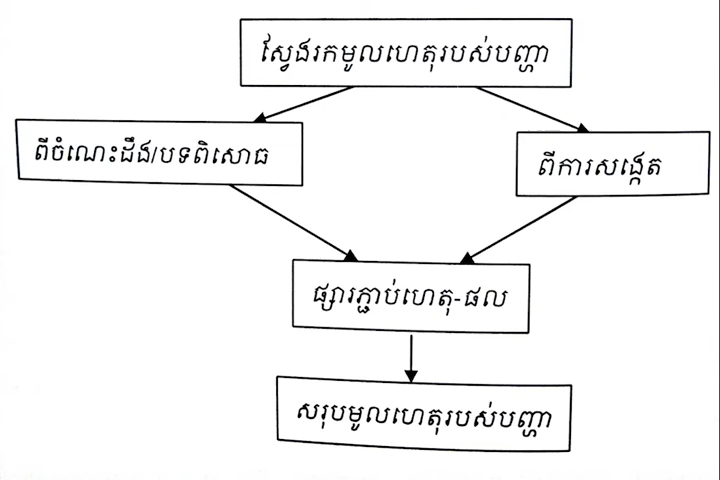 ស្វែងរកមូលហេតុរបស់បញ្ហា
ពីចំណេះដឹង/បទពិសោធ
ពីការសង្កេត
ផ្សារភ្ជាប់ហេតុ-ផល
សរុបមូលហេតុរបស់បញ្ហា